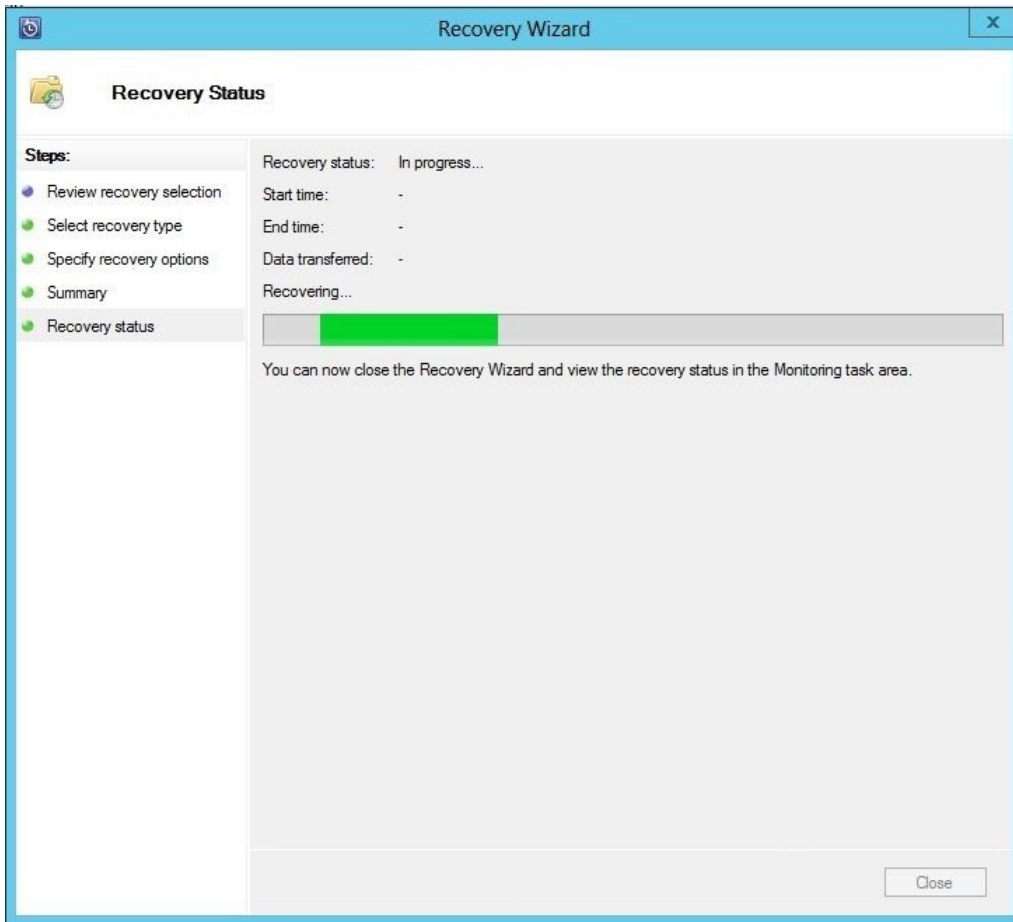 Recovery Wizard
x
Recovery Status
Steps:
Review recovery selection
Select recovery type
Specify recovery options
Summary
Recovery status
Recovery status: In progress...
Start time: -
End time: -
Data transferred: -
Recovering...
You can now close the Recovery Wizard and view the recovery status in the Monitoring task area.
Close